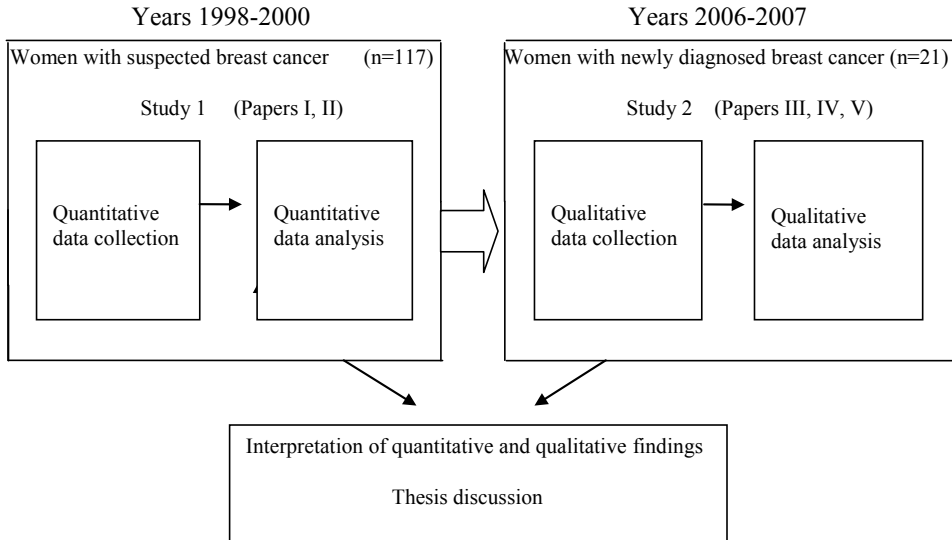 Years 1998-2000
Women with suspected breast cancer (n=117)
Study 1 (Papers I, II)
Quantitative
data collection
Quantitative
data analysis
Years 2006-2007
Women with newly diagnosed breast cancer (n=21)
Study 2 (Papers III, IV, V)
Qualitative
data collection
Qualitative
data analysis
Interpretation of quantitative and qualitative findings
Thesis discussion